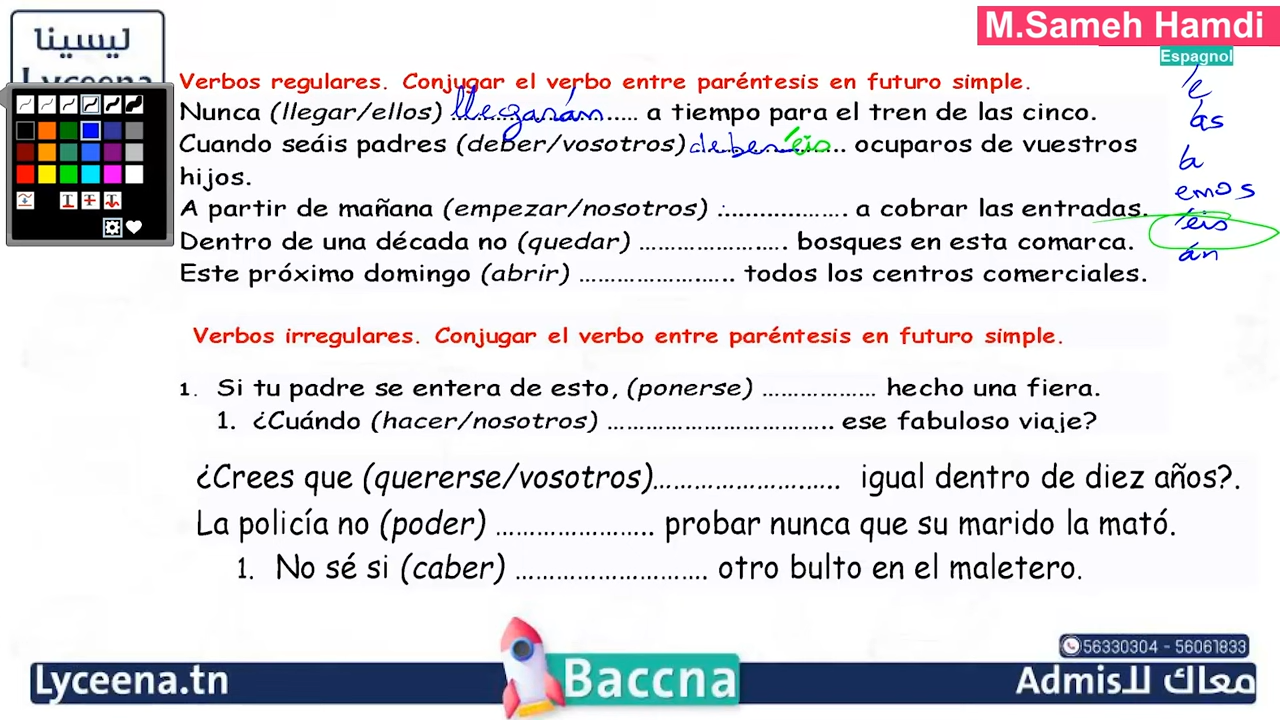 ليسينا
M.Sameh Hamdi
Lyceena
Espagnol
Verbos regulares. Conjugar el verbo entre paréntesis en futuro simple.
Nunca (llegar/ellos) llegarán ..... a tiempo para el tren de las cinco.
Cuando seáis padres (deber/vosotros) deberéis .. ocuparos de vuestros
hijos.
A partir de mañana (empezar/nosotros) :.................. a cobrar las entradas.
Dentro de una década no (quedar) ........................ bosques en esta comarca.
Este próximo domingo (abrir) ......................... todos los centros comerciales.
é
ás
á
emos
éis
án
Verbos irregulares. Conjugar el verbo entre paréntesis en futuro simple.
1. Si tu padre se entera de esto, (ponerse) .................. hecho una fiera.
1. ¿Cuándo (hacer/nosotros) ................................... ese fabuloso viaje?
¿Crees que (quererse/vosotros)........................... igual dentro de diez años?.
La policía no (poder) ....................... probar nunca que su marido la mató.
1. No sé si (caber) ............................ otro bulto en el maletero.
56330304 - 56061833
Lyceena.tn
Baccna
معاك للـAdmis